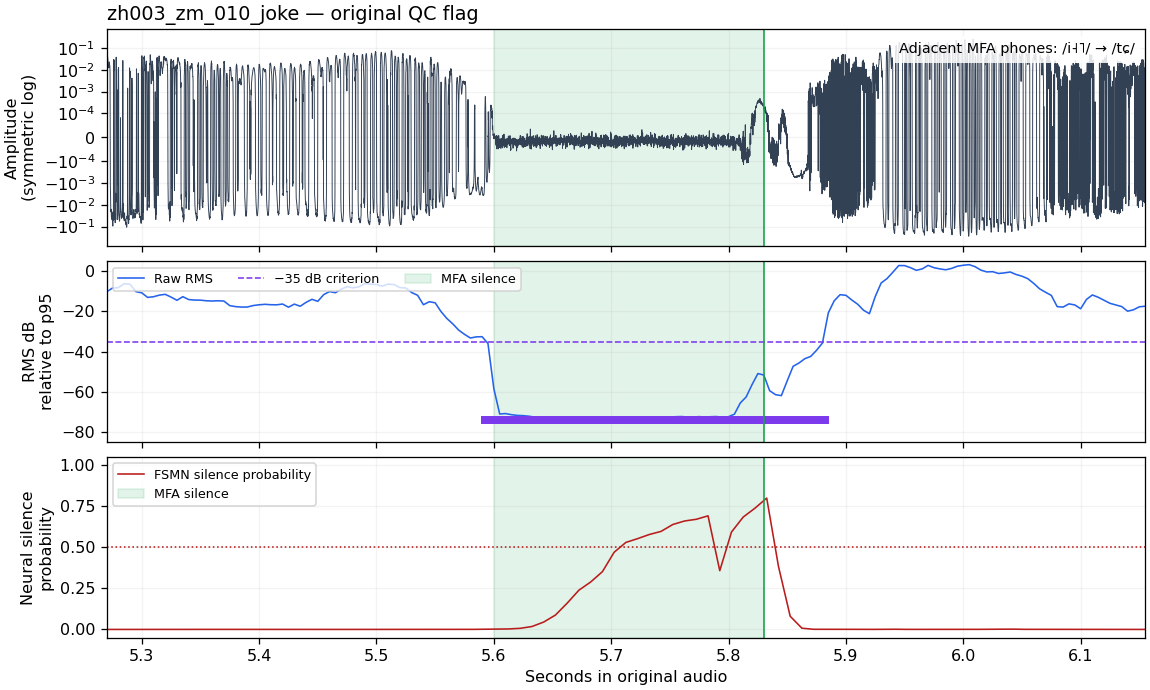 zh003_zm_010_joke — original QC flag
Adjacent MFA phones: /i˧˥/ → /tɕ/
Amplitude
(symmetric log)
10⁻¹
10⁻²
10⁻³
10⁻⁴
0
−10⁻⁴
−10⁻³
−10⁻²
−10⁻¹
Raw RMS
−35 dB criterion
MFA silence
RMS dB
relative to p95
0
−20
−40
−60
−80
FSMN silence probability
MFA silence
Neural silence
probability
1.00
0.75
0.50
0.25
0.00
5.3 5.4 5.5 5.6 5.7 5.8 5.9 6.0 6.1
Seconds in original audio